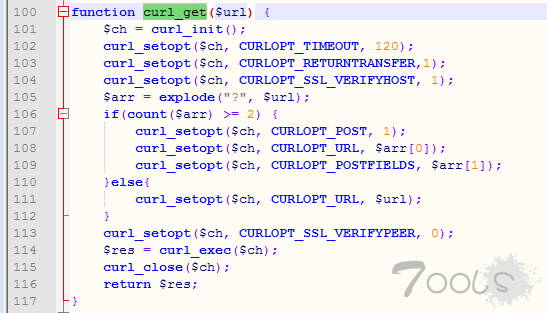 100 function curl_get($url) {
101 $ch = curl_init();
102 curl_setopt($ch, CURLOPT_TIMEOUT, 120);
103 curl_setopt($ch, CURLOPT_RETURNTRANSFER,1);
104 curl_setopt($ch, CURLOPT_SSL_VERIFYHOST, 1);
105 $arr = explode("?", $url);
106 if(count($arr) >= 2) {
107 curl_setopt($ch, CURLOPT_POST, 1);
108 curl_setopt($ch, CURLOPT_URL, $arr[0]);
109 curl_setopt($ch, CURLOPT_POSTFIELDS, $arr[1]);
110 }else{
111 curl_setopt($ch, CURLOPT_URL, $url);
112 }
113 curl_setopt($ch, CURLOPT_SSL_VERIFYPEER, 0);
114 $res = curl_exec($ch);
115 curl_close($ch);
116 return $res;
117 }
7ools